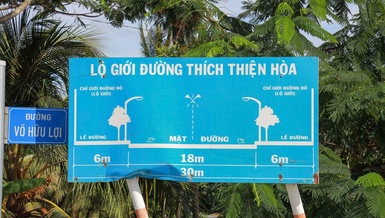 LỘ GIỚI ĐƯỜNG THÍCH THIỆN HÒA
CHỈ GIỚI ĐƯỜNG ĐỎ
(LỘ GIỚI)
CHỈ GIỚI ĐƯỜNG ĐỎ
(LỘ GIỚI)
LỀ ĐƯỜNG
MẶT ĐƯỜNG
LỀ ĐƯỜNG
6m
18m
6m
30m
ĐƯỜNG
VÕ HỮU LỢI